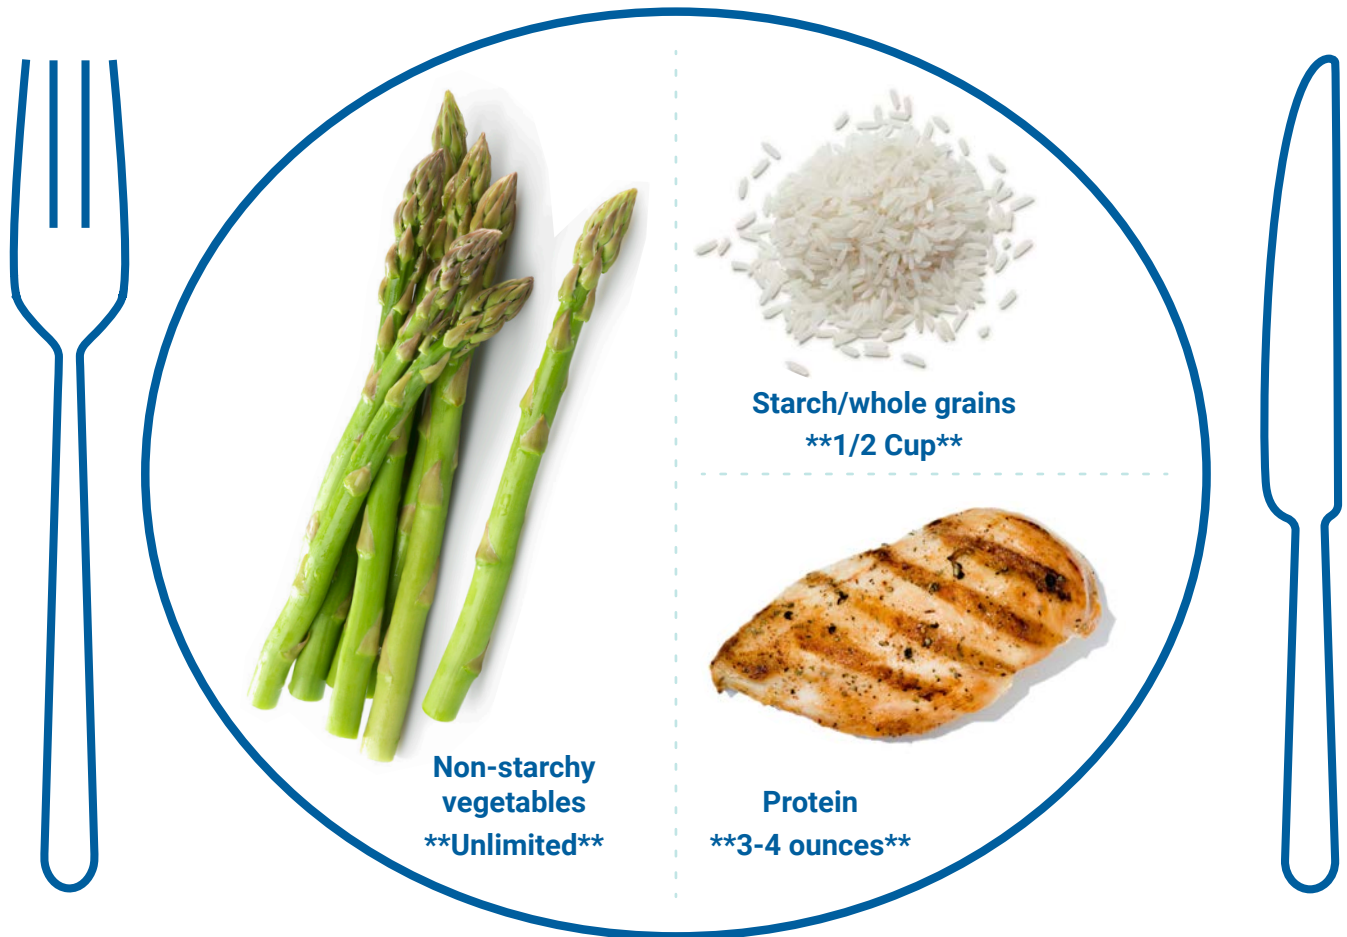 Starch/whole grains
**1/2 Cup**
Non-starchy
vegetables
**Unlimited**
Protein
**3-4 ounces**